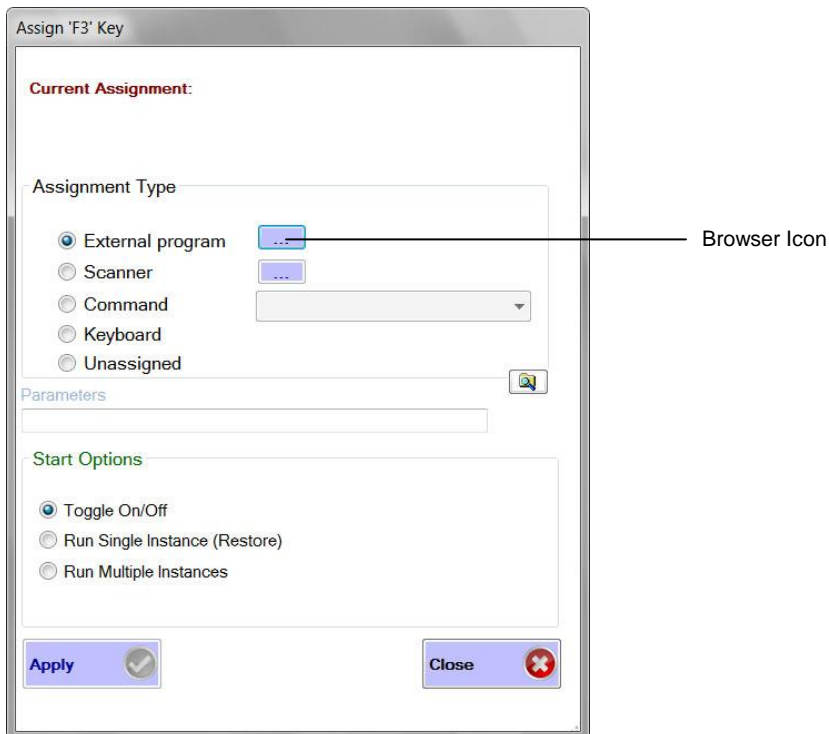 Assign 'F3' Key
Current Assignment:
Assignment Type
External program ...
Browser Icon
Scanner ...
Command
Keyboard
Unassigned
Parameters
Start Options
Toggle On/Off
Run Single Instance (Restore)
Run Multiple Instances
Apply
Close